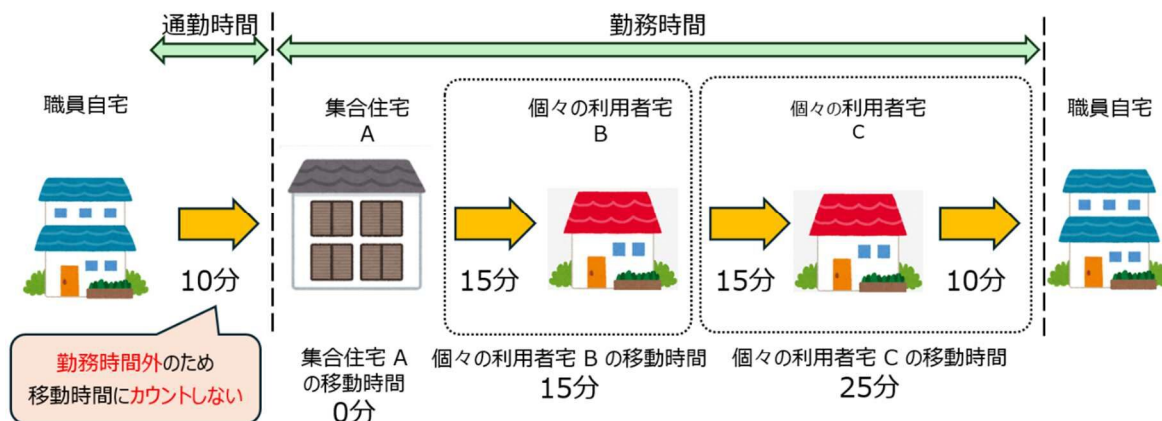 通勤時間
勤務時間
職員自宅
集合住宅
A
個々の利用者宅
B
個々の利用者宅
C
職員自宅
10分
15分
15分
10分
勤務時間外のため
移動時間にカウントしない
集合住宅 A
の移動時間
0分
個々の利用者宅 B の移動時間
15分
個々の利用者宅 C の移動時間
25分